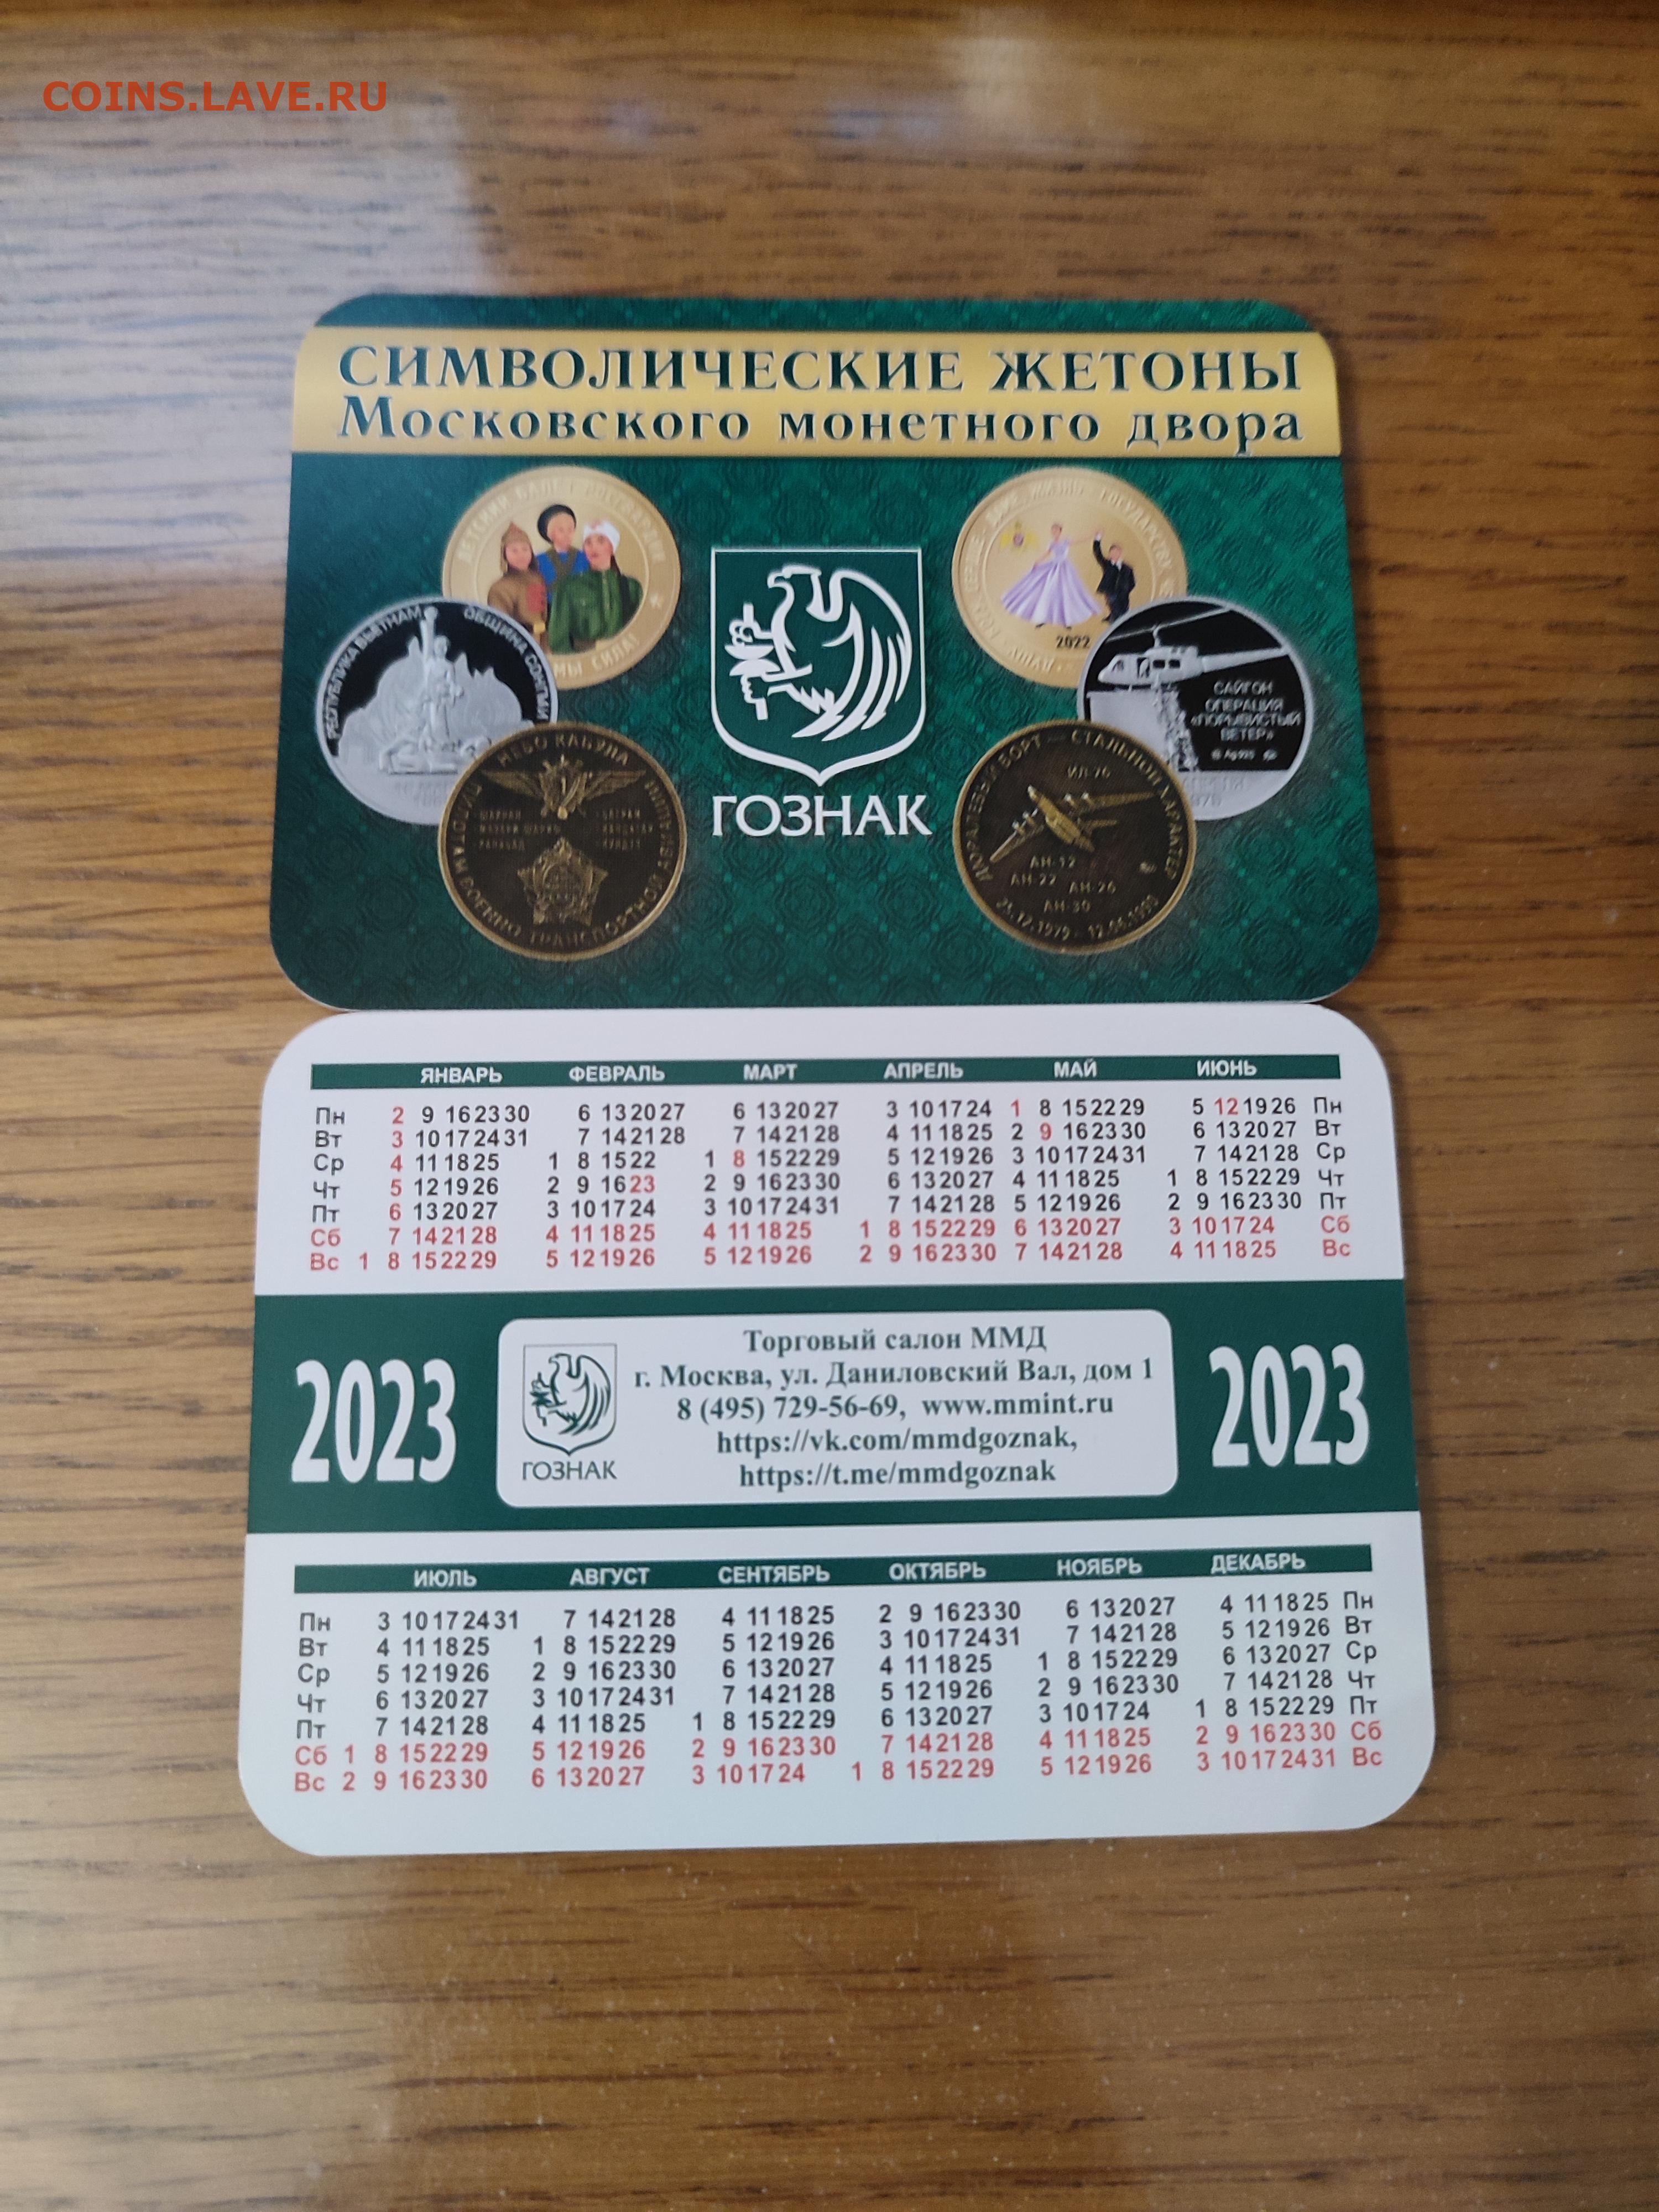 COINS.LAVE.RU
СИМВОЛИЧЕСКИЕ ЖЕТОНЫ
Московского монетного двора
МЫ СИЛА!
2022
РЕСПУБЛИКА ВЬЕТНАМ ОБЩИНА СОНГМИ
САЙГОН
ОПЕРАЦИЯ
«ПОРЫВИСТЫЙ
ВЕТЕР»
Ag 925
НЕБО КАБУЛА
ВОЕННО-ТРАНСПОРТНОЙ АВИАЦИИ
БОРТ — СТАЛЬНОЙ ХАРАКТЕР
ИЛ-76
АН-12
АН-22 АН-26
АН-30
25.12.1979 -
ГОЗНАК
ЯНВАРЬ ФЕВРАЛЬ МАРТ АПРЕЛЬ МАЙ ИЮНЬ
Пн 2 9 16 23 30 6 13 20 27 6 13 20 27 3 10 17 24 1 8 15 22 29 5 12 19 26 Пн
Вт 3 10 17 24 31 7 14 21 28 7 14 21 28 4 11 18 25 2 9 16 23 30 6 13 20 27 Вт
Ср 4 11 18 25 1 8 15 22 1 8 15 22 29 5 12 19 26 3 10 17 24 31 7 14 21 28 Ср
Чт 5 12 19 26 2 9 16 23 2 9 16 23 30 6 13 20 27 4 11 18 25 1 8 15 22 29 Чт
Пт 6 13 20 27 3 10 17 24 3 10 17 24 31 7 14 21 28 5 12 19 26 2 9 16 23 30 Пт
Сб 7 14 21 28 4 11 18 25 4 11 18 25 1 8 15 22 29 6 13 20 27 3 10 17 24 Сб
Вс 1 8 15 22 29 5 12 19 26 5 12 19 26 2 9 16 23 30 7 14 21 28 4 11 18 25 Вс
2023
ГОЗНАК
Торговый салон ММД
г. Москва, ул. Даниловский Вал, дом 1
8 (495) 729-56-69, www.mmint.ru
https://vk.com/mmdgoznak,
https://t.me/mmdgoznak
2023
ИЮЛЬ АВГУСТ СЕНТЯБРЬ ОКТЯБРЬ НОЯБРЬ ДЕКАБРЬ
Пн 3 10 17 24 31 7 14 21 28 4 11 18 25 2 9 16 23 30 6 13 20 27 4 11 18 25 Пн
Вт 4 11 18 25 1 8 15 22 29 5 12 19 26 3 10 17 24 31 7 14 21 28 5 12 19 26 Вт
Ср 5 12 19 26 2 9 16 23 30 6 13 20 27 4 11 18 25 1 8 15 22 29 6 13 20 27 Ср
Чт 6 13 20 27 3 10 17 24 31 7 14 21 28 5 12 19 26 2 9 16 23 30 7 14 21 28 Чт
Пт 7 14 21 28 4 11 18 25 1 8 15 22 29 6 13 20 27 3 10 17 24 1 8 15 22 29 Пт
Сб 1 8 15 22 29 5 12 19 26 2 9 16 23 30 7 14 21 28 4 11 18 25 2 9 16 23 30 Сб
Вс 2 9 16 23 30 6 13 20 27 3 10 17 24 1 8 15 22 29 5 12 19 26 3 10 17 24 31 Вс